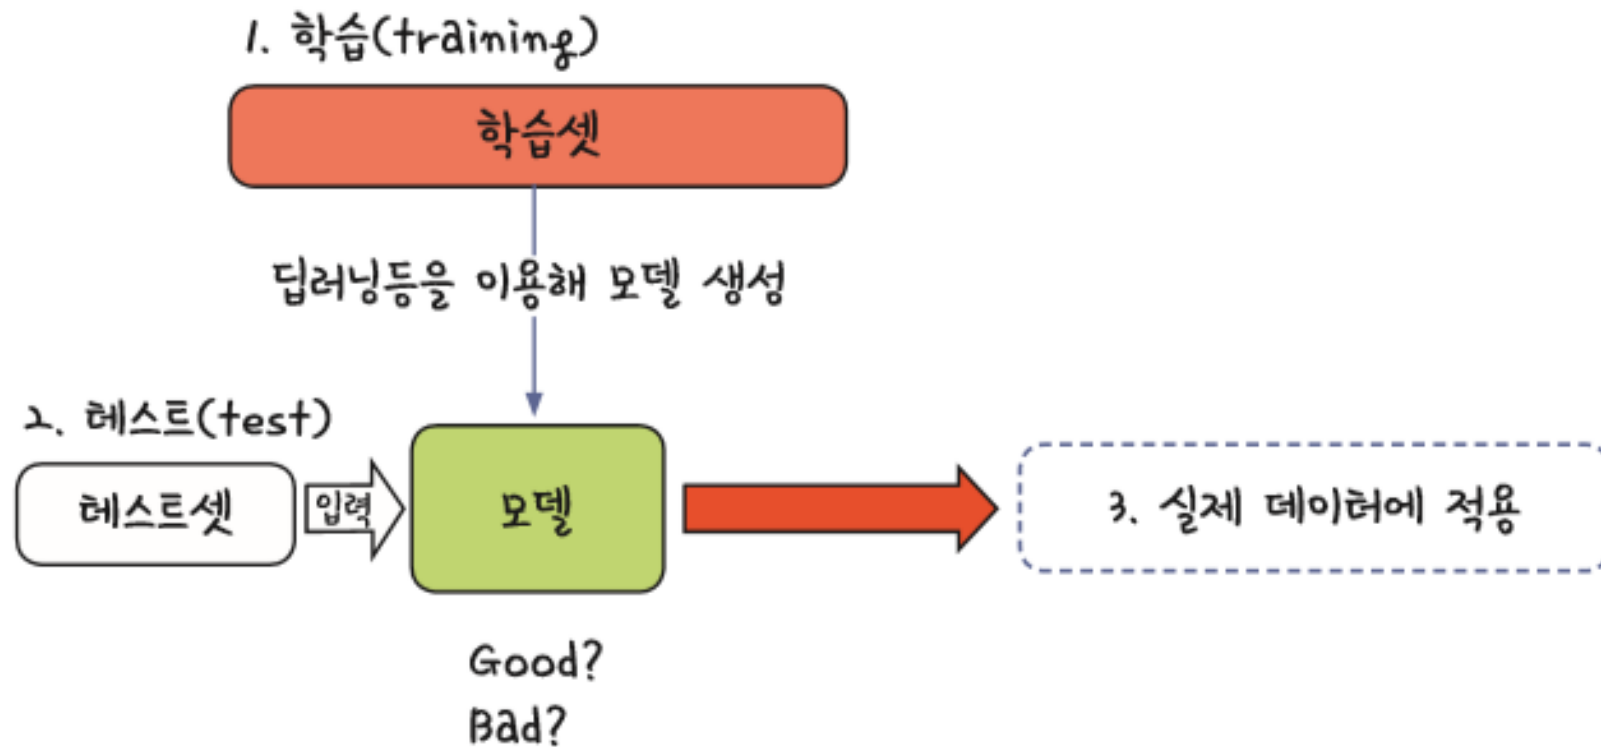 1. 학습(training)
학습셋
딥러닝등을 이용해 모델 생성
2. 테스트(test)
테스트셋
입력
모델
3. 실제 데이터에 적용
Good?
Bad?